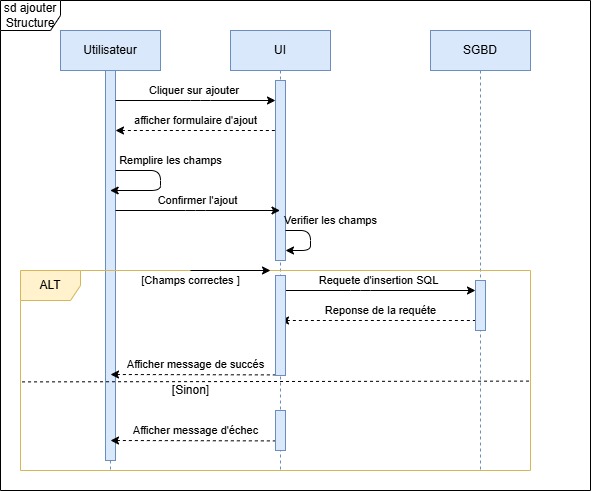 sd ajouter
Structure
Utilisateur
UI
SGBD
Cliquer sur ajouter
afficher formulaire d'ajout
Remplire les champs
Confirmer l'ajout
Verifier les champs
ALT
[Champs correctes ]
Requete d'insertion SQL
Reponse de la requéte
Afficher message de succés
[Sinon]
Afficher message d'échec